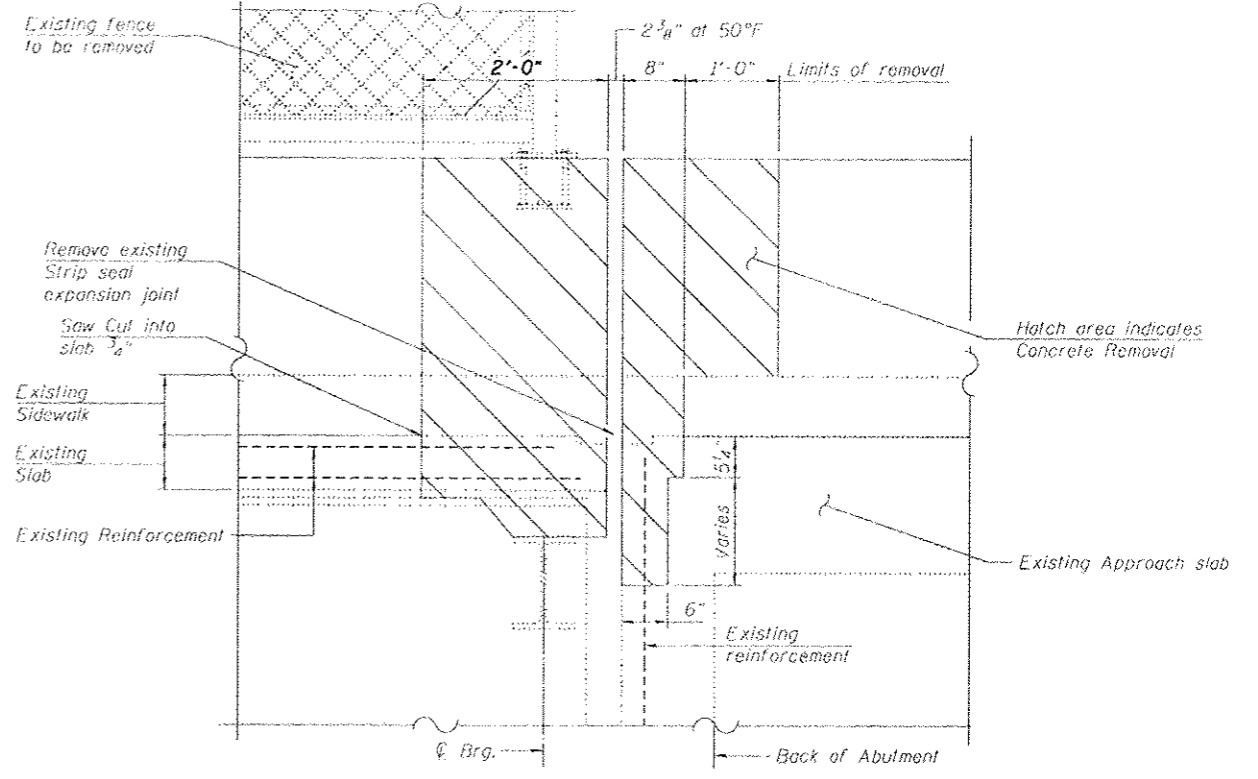 Existing fence
to be removed
2 3/8" at 50°F
2'-0"
8"
1'-0"
Limits of removal
Remove existing
Strip seal
expansion joint
Saw Cut into
slab 3/4"
Hatch area indicates
Concrete Removal
Existing
Sidewalk
Existing
Slab
5 1/4
Varies
Existing Reinforcement
Existing Approach slab
6"
Existing
reinforcement
℄ Brg.
Back of Abutment